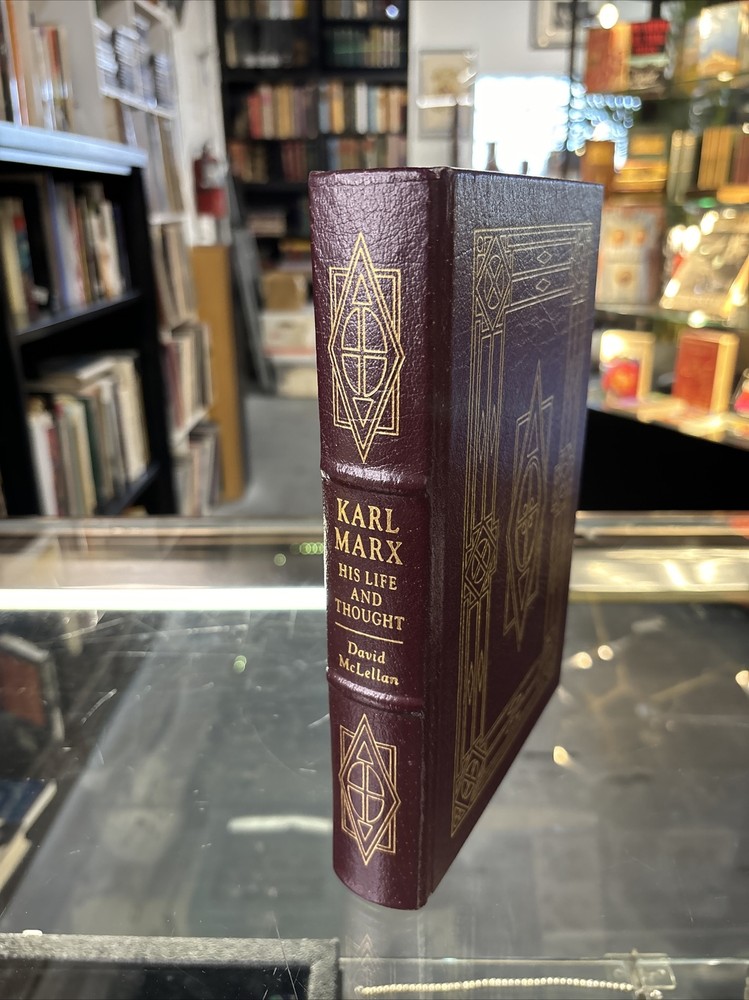 KARL
MARX
HIS LIFE
AND
THOUGHT
David
McLellan